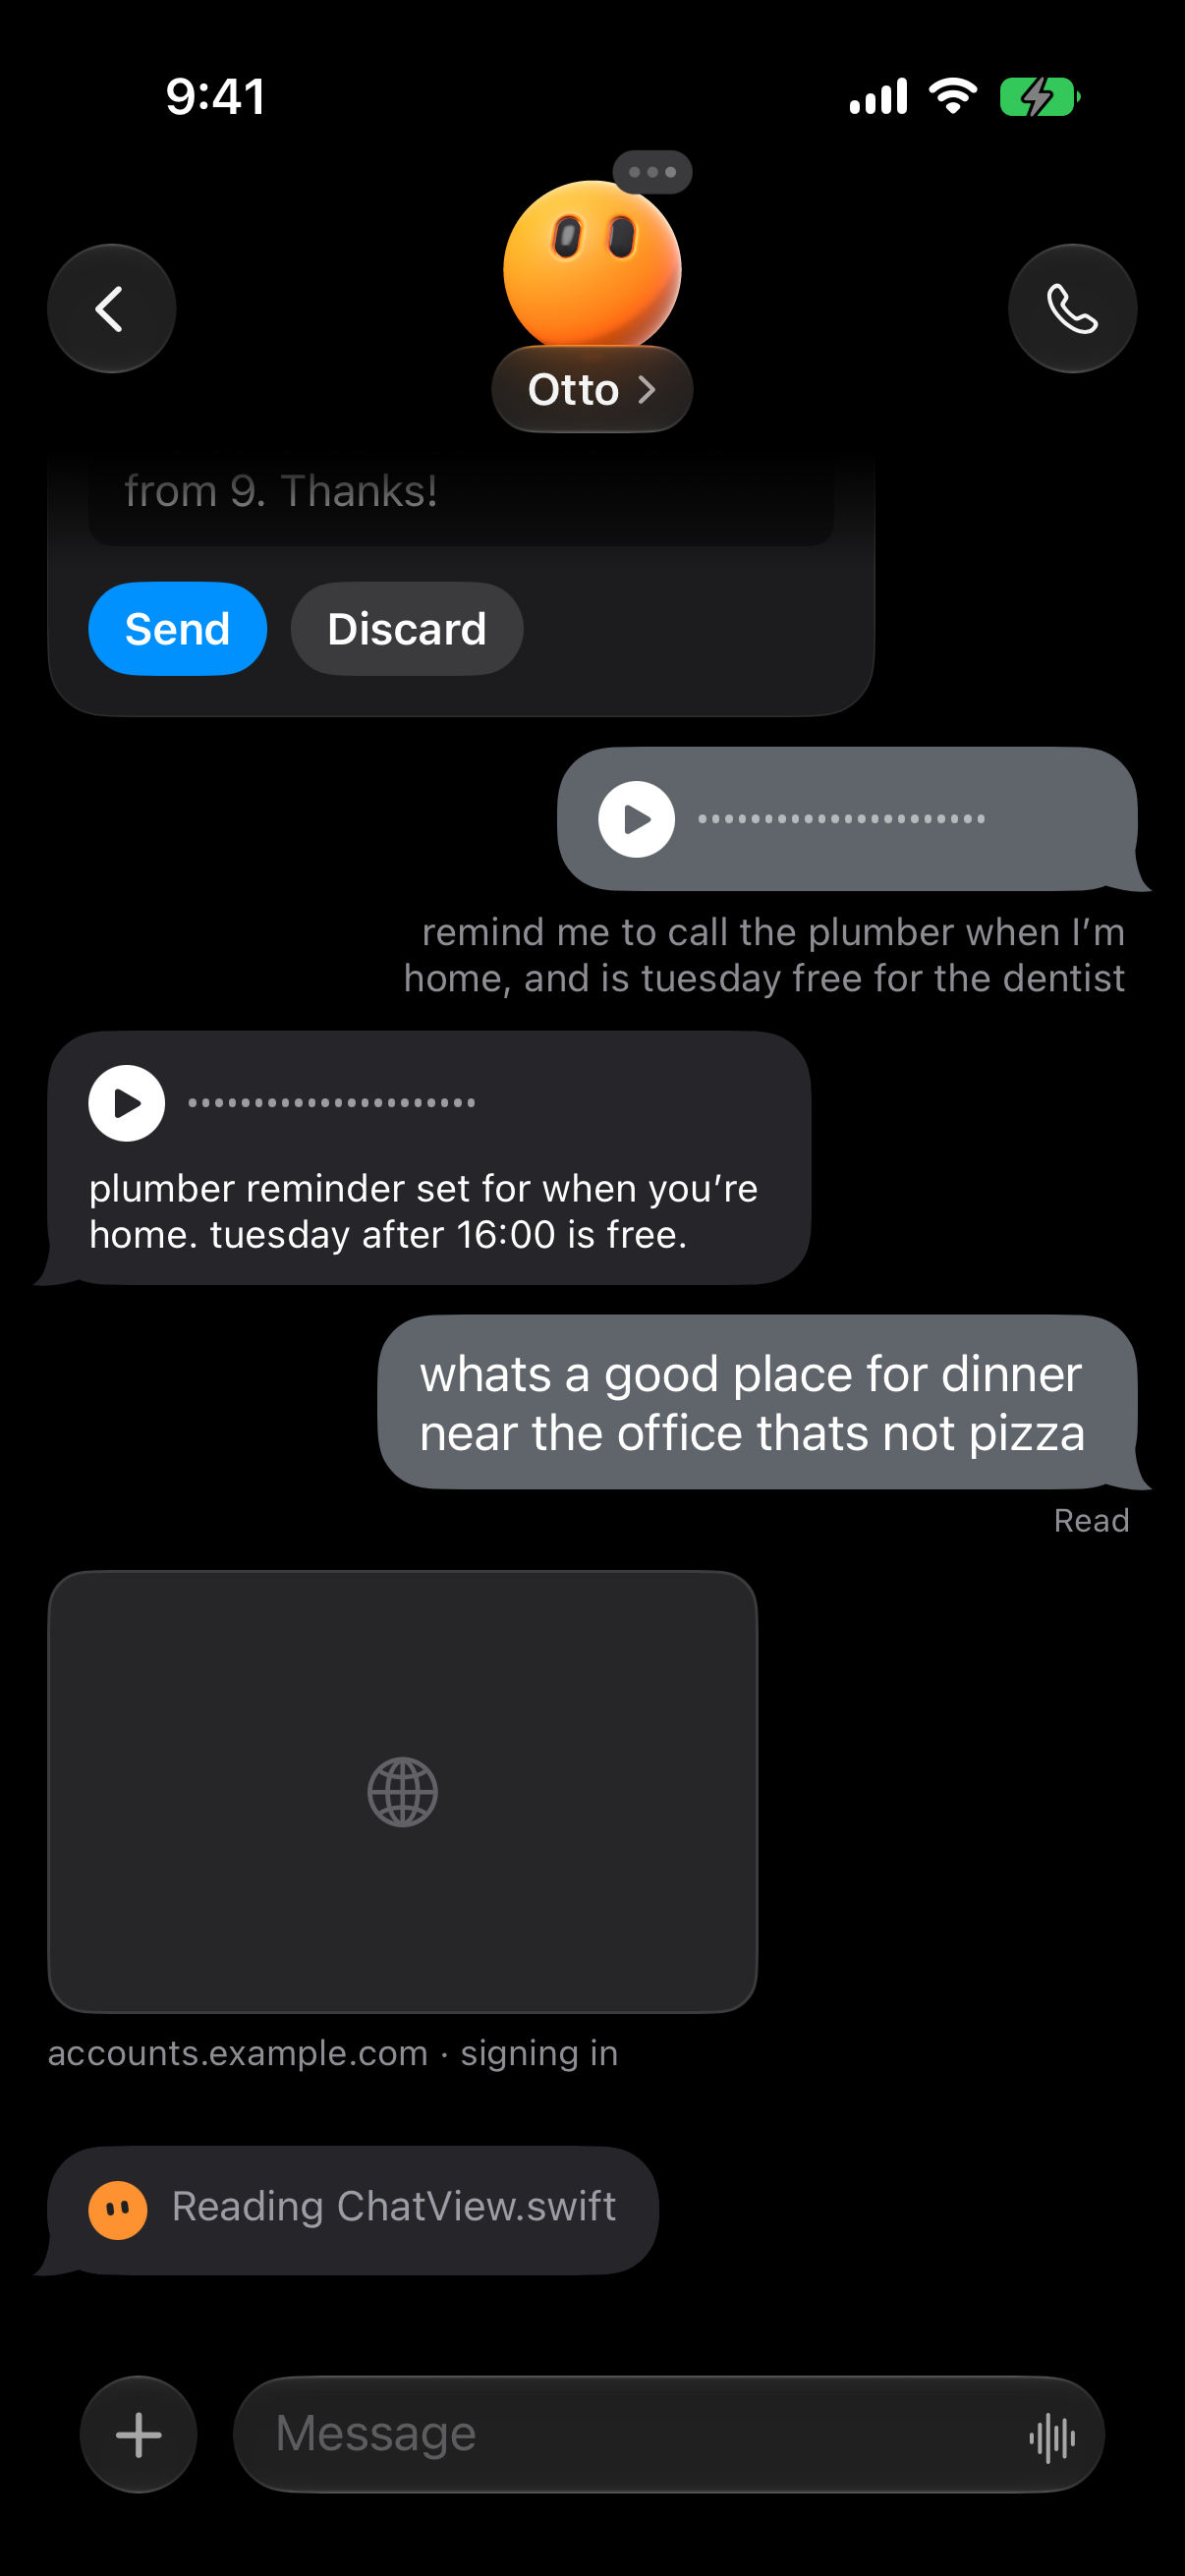 9:41
Otto
from 9. Thanks!
Send
Discard
remind me to call the plumber when I’m
home, and is tuesday free for the dentist
plumber reminder set for when you’re
home. tuesday after 16:00 is free.
whats a good place for dinner
near the office thats not pizza
Read
accounts.example.com · signing in
Reading ChatView.swift
Message